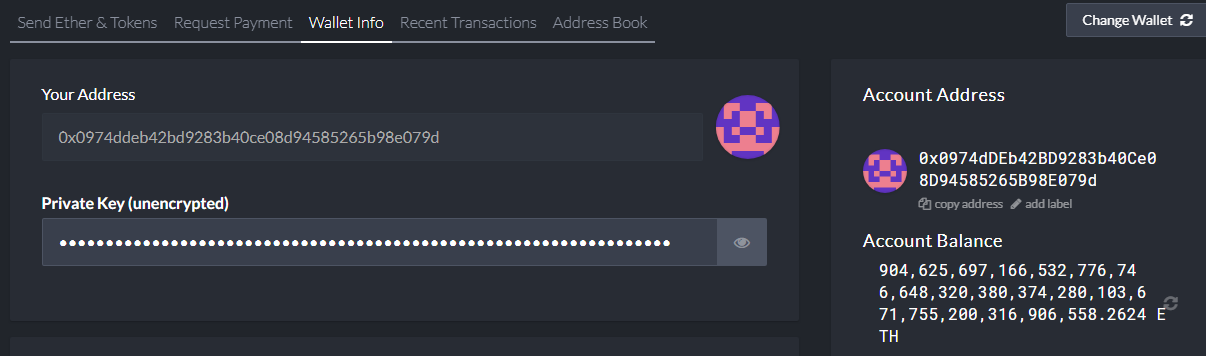 Send Ether & Tokens Request Payment Wallet Info Recent Transactions Address Book
Change Wallet
Your Address
0x0974ddeb42bd9283b40ce08d94585265b98e079d
Private Key (unencrypted)
Account Address
0x0974dDEb42BD9283b40Ce0
8D94585265B98E079d
copy address add label
Account Balance
904,625,697,166,532,776,74
6,648,320,380,374,280,103,6
71,755,200,316,906,558.2624 E
TH